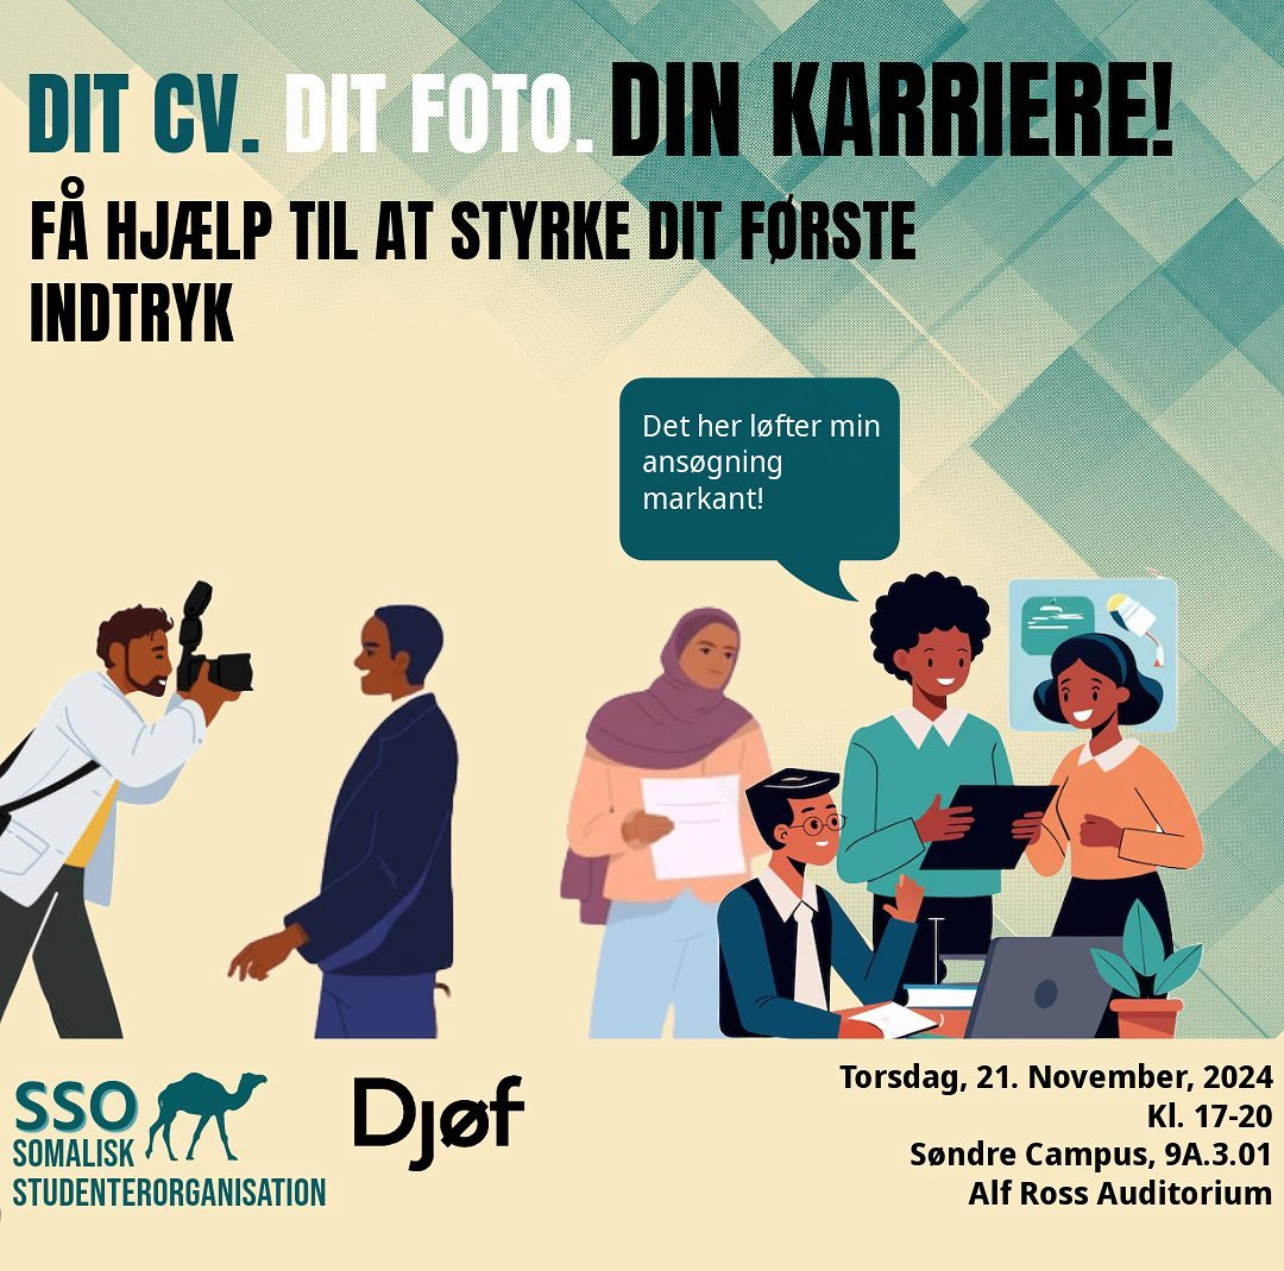 DIT CV. DIT FOTO. DIN KARRIERE!
FÅ HJÆLP TIL AT STYRKE DIT FØRSTE
INDTRYK
Det her løfter min
ansøgning
markant!
SSO
SOMALISK
STUDENTERORGANISATION
Djøf
Torsdag, 21. November, 2024
Kl. 17-20
Søndre Campus, 9A.3.01
Alf Ross Auditorium